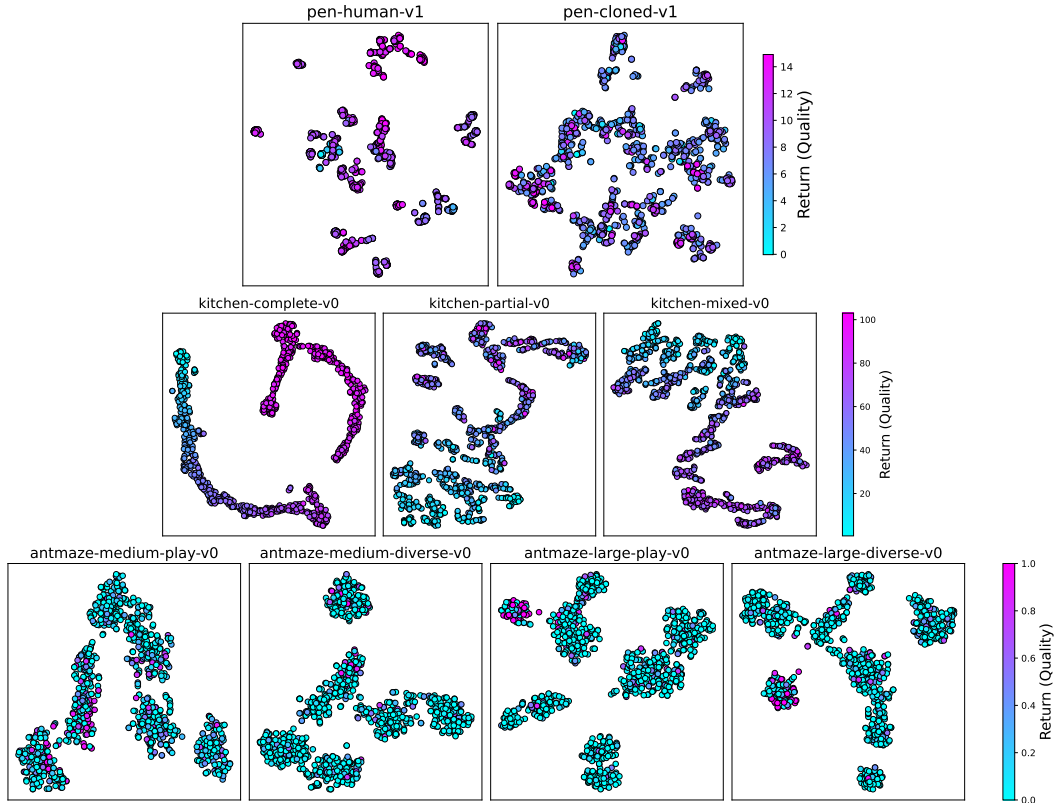 pen-human-v1
pen-cloned-v1
14
12
10
8
6
4
2
0
Return (Quality)
kitchen-complete-v0
kitchen-partial-v0
kitchen-mixed-v0
100
80
60
40
20
Return (Quality)
antmaze-medium-play-v0
antmaze-medium-diverse-v0
antmaze-large-play-v0
antmaze-large-diverse-v0
1.0
0.8
0.6
0.4
0.2
0.0
Return (Quality)